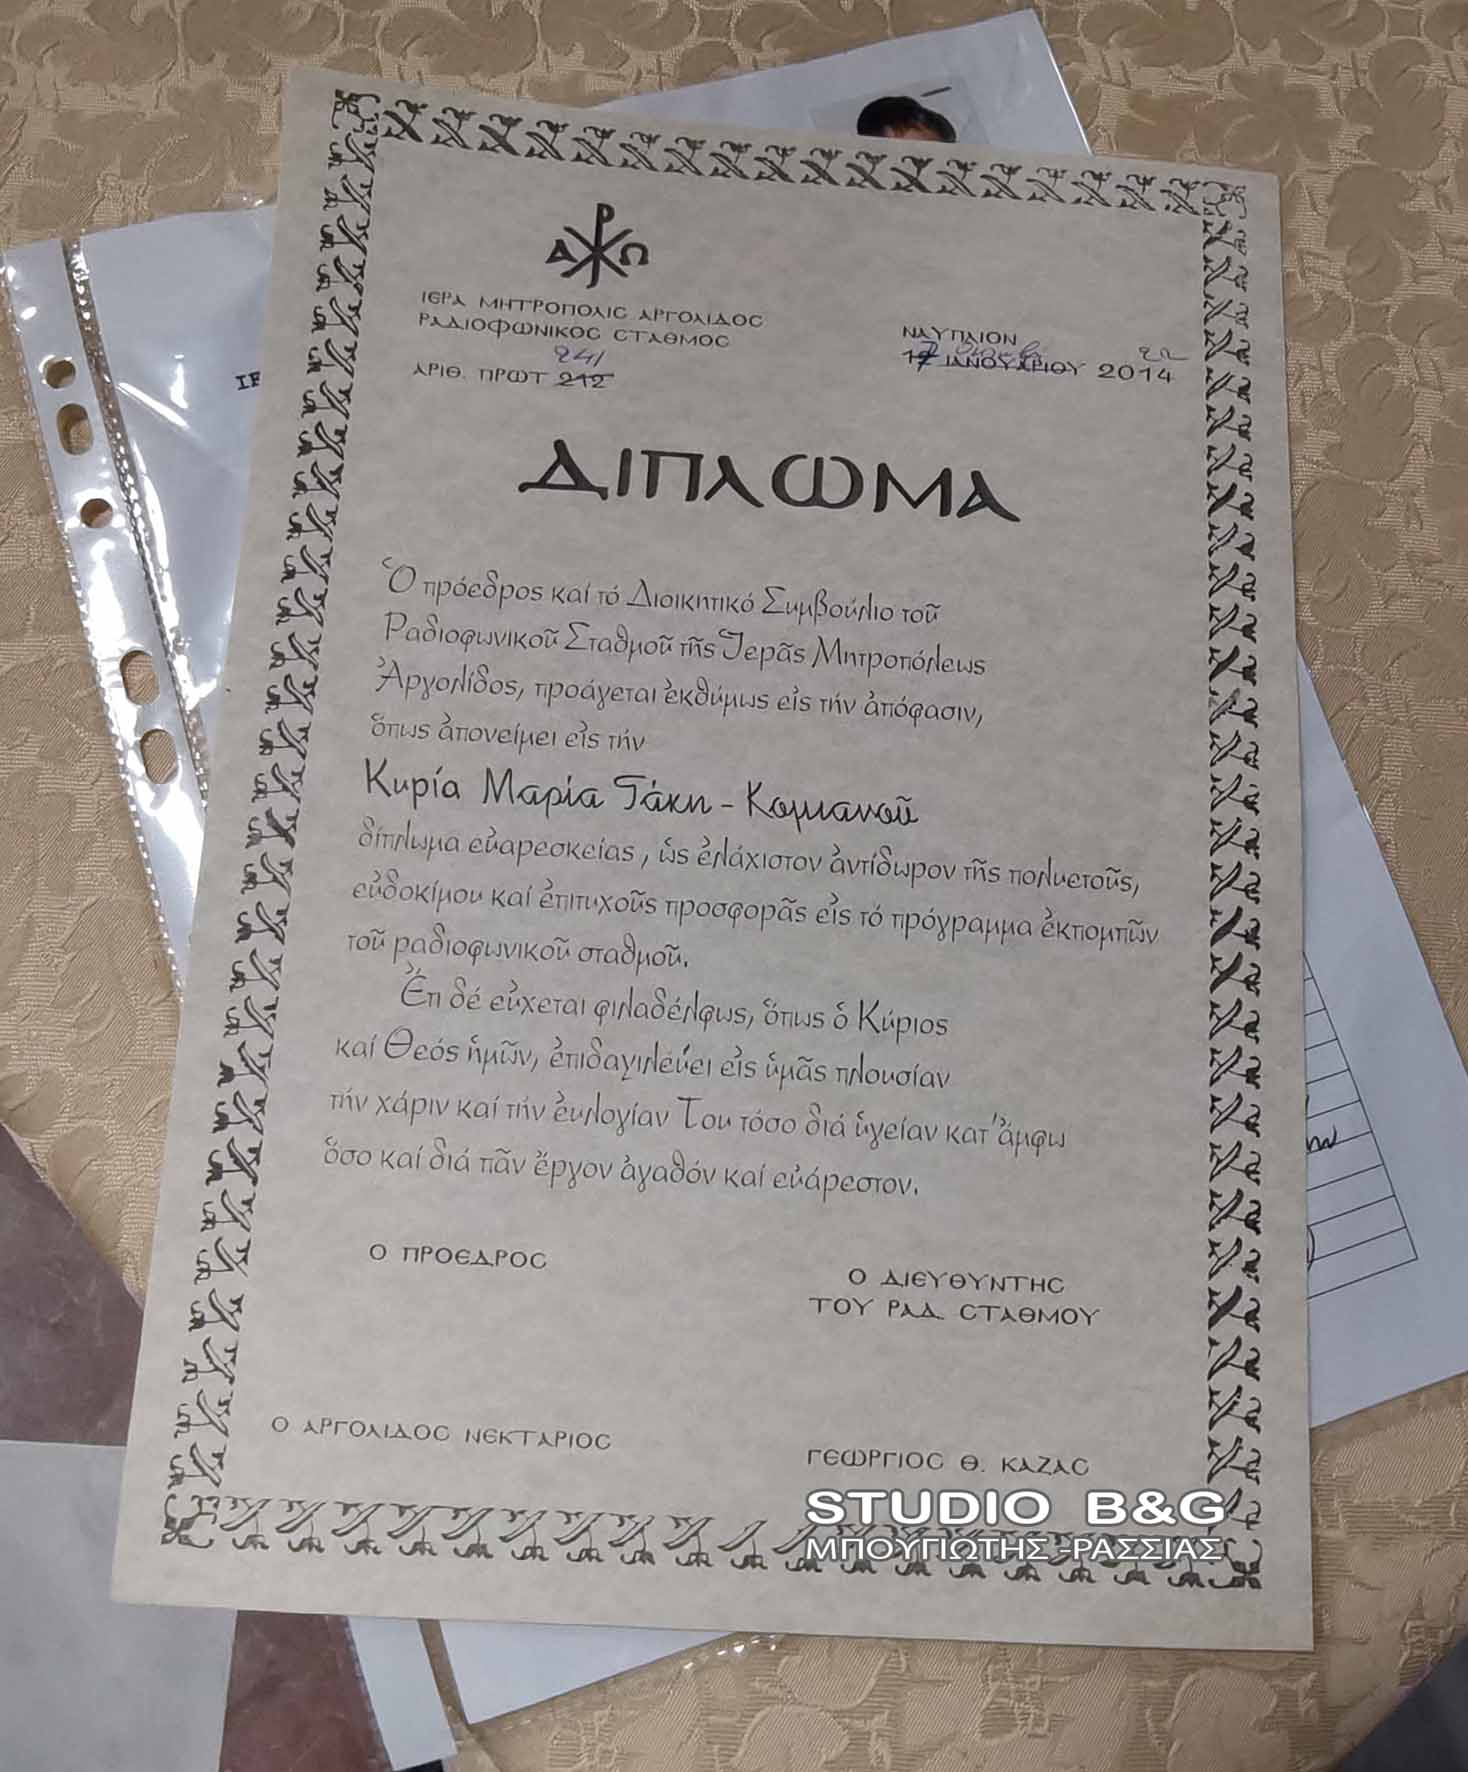 Α Ρ Ω
ΙΕΡΑ ΜΗΤΡΟΠΟΛΙΣ ΑΡΓΟΛΙΔΟΣ
ΡΑΔΙΟΦΩΝΙΚΟΣ ΣΤΑΘΜΟΣ
241
ΑΡΙΘ. ΠΡΩΤ 212
ΝΑΥΠΛΙΟΝ
22
17 ΙΑΝΟΥΑΡΙΟΥ 2014
ΔΙΠΛΩΜΑ
Ὁ πρόεδρος καί τό Διοικητικό Συμβούλιο τοῦ
Ραδιοφωνικοῦ Σταθμοῦ τῆς Ἱερᾶς Μητροπόλεως
Ἀργολίδος, προάγεται ἐκθύμως εἰς τήν ἀπόφασιν,
ὅπως ἀπονείμει εἰς τήν
Κυρία Μαρία Τάκη - Κομιανοῦ
δίπλωμα εὐαρεσκείας, ὡς ἐλάχιστον ἀντίδωρον τῆς πολυετοῦς,
εὐδοκίμου καί ἐπιτυχοῦς προσφορᾶς εἰς τό πρόγραμμα ἐκπομπῶν
τοῦ ραδιοφωνικοῦ σταθμοῦ.
Ἔτι δέ εὔχεται φιλαδέλφως, ὅπως ὁ Κύριος
καί Θεός ἡμῶν, ἐπιδαψιλεύει εἰς ὑμᾶς πλουσίαν
τήν χάριν καί τήν εὐλογίαν Του τόσο διά ὑγείαν κατ' ἄμφω
ὅσο καί διά πᾶν ἔργον ἀγαθόν καί εὐάρεστον.
Ο ΠΡΟΕΔΡΟΣ
Ο ΔΙΕΥΘΥΝΤΗΣ
ΤΟΥ ΡΑΔ. ΣΤΑΘΜΟΥ
Ο ΑΡΓΟΛΙΔΟΣ ΝΕΚΤΑΡΙΟΣ
ΓΕΩΡΓΙΟΣ Θ. ΚΑΖΑΣ
STUDIO B&G
ΜΠΟΥΓΙΩΤΗΣ -ΡΑΣΣΙΑΣ